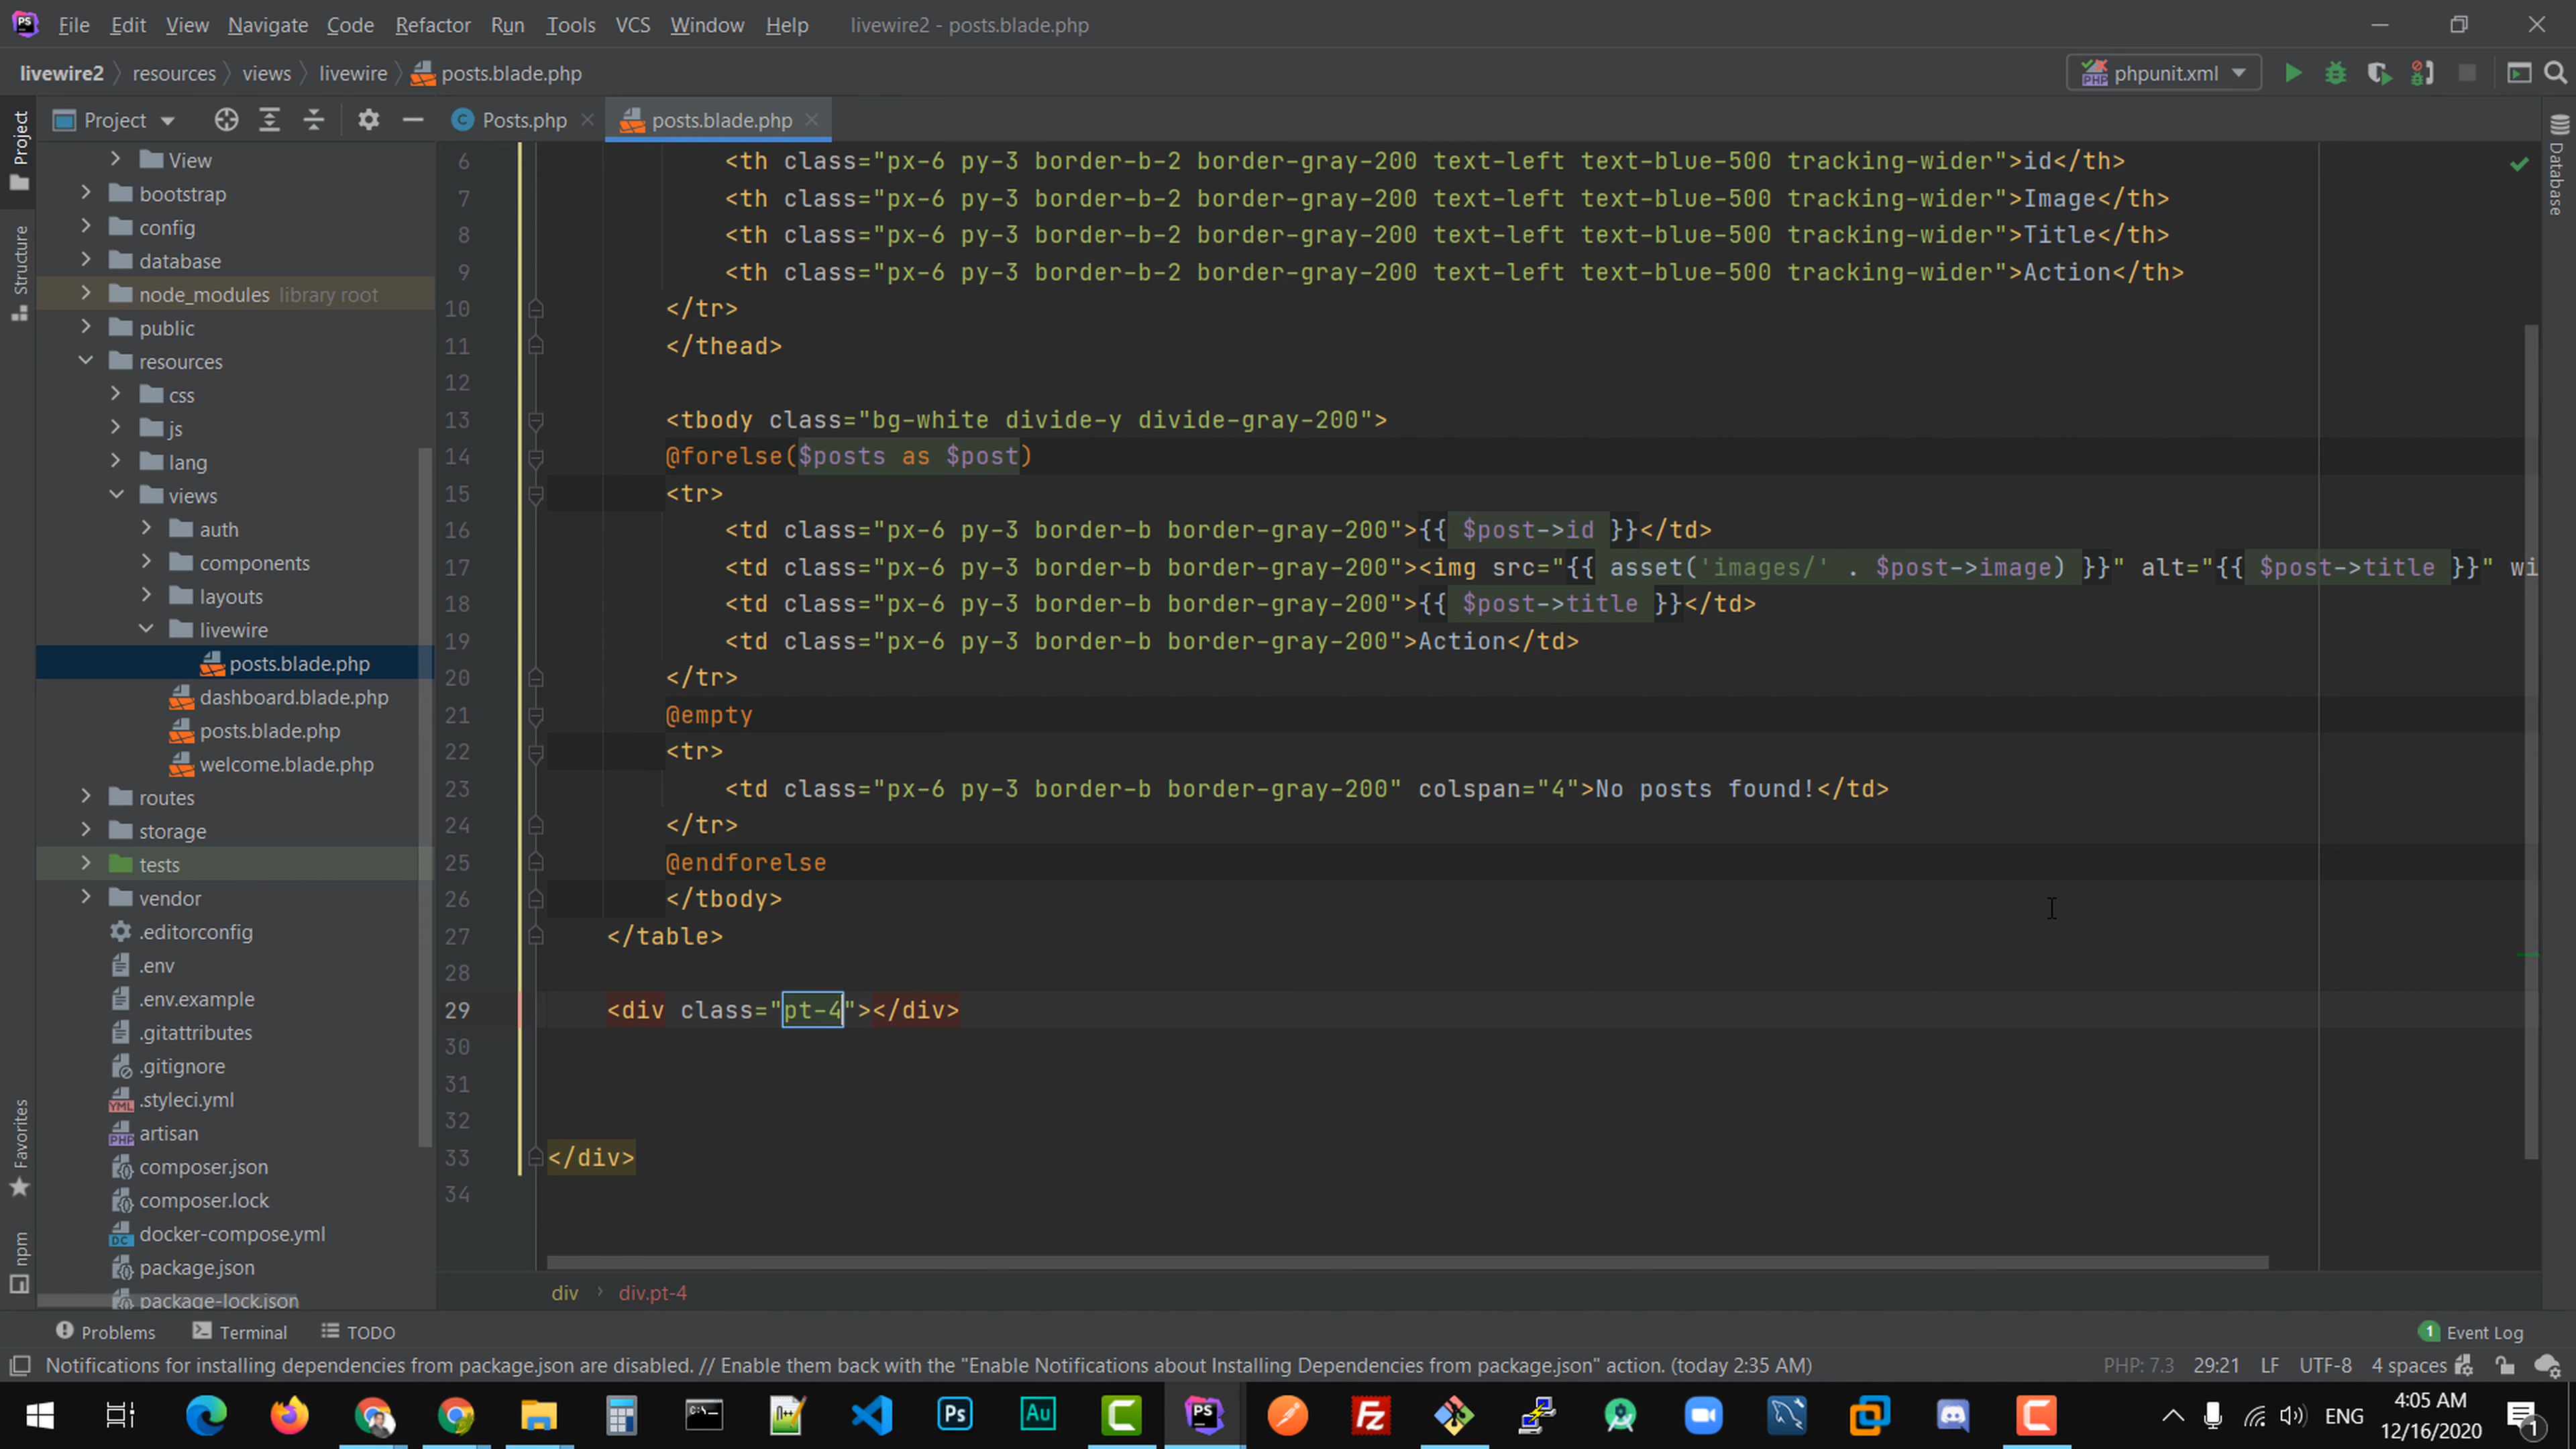 File Edit View Navigate Code Refactor Run Tools VCS Window Help livewire2 - posts.blade.php
livewire2 resources views livewire posts.blade.php phpunit.xml
Project Posts.php posts.blade.php
Project
Structure
Favorites
npm
Database
View
bootstrap
config
database
node_modules library root
public
resources
css
js
lang
views
auth
components
layouts
livewire
posts.blade.php
dashboard.blade.php
posts.blade.php
welcome.blade.php
routes
storage
tests
vendor
.editorconfig
.env
.env.example
.gitattributes
.gitignore
.styleci.yml
artisan
composer.json
composer.lock
docker-compose.yml
package.json
package-lock.json
6 <th class="px-6 py-3 border-b-2 border-gray-200 text-left text-blue-500 tracking-wider">id</th>
7 <th class="px-6 py-3 border-b-2 border-gray-200 text-left text-blue-500 tracking-wider">Image</th>
8 <th class="px-6 py-3 border-b-2 border-gray-200 text-left text-blue-500 tracking-wider">Title</th>
9 <th class="px-6 py-3 border-b-2 border-gray-200 text-left text-blue-500 tracking-wider">Action</th>
10 </tr>
11 </thead>
12
13 <tbody class="bg-white divide-y divide-gray-200">
14 @forelse($posts as $post)
15 <tr>
16 <td class="px-6 py-3 border-b border-gray-200">{{ $post->id }}</td>
17 <td class="px-6 py-3 border-b border-gray-200"><img src="{{ asset('images/' . $post->image) }}" alt="{{ $post->title }}" wi
18 <td class="px-6 py-3 border-b border-gray-200">{{ $post->title }}</td>
19 <td class="px-6 py-3 border-b border-gray-200">Action</td>
20 </tr>
21 @empty
22 <tr>
23 <td class="px-6 py-3 border-b border-gray-200" colspan="4">No posts found!</td>
24 </tr>
25 @endforelse
26 </tbody>
27 </table>
28
29 <div class="pt-4"></div>
30
31
32
33 </div>
34
div div.pt-4
Problems Terminal TODO 1 Event Log
Notifications for installing dependencies from package.json are disabled. // Enable them back with the "Enable Notifications about Installing Dependencies from package.json" action. (today 2:35 AM) PHP: 7.3 29:21 LF UTF-8 4 spaces
ENG 4:05 AM
12/16/2020 1